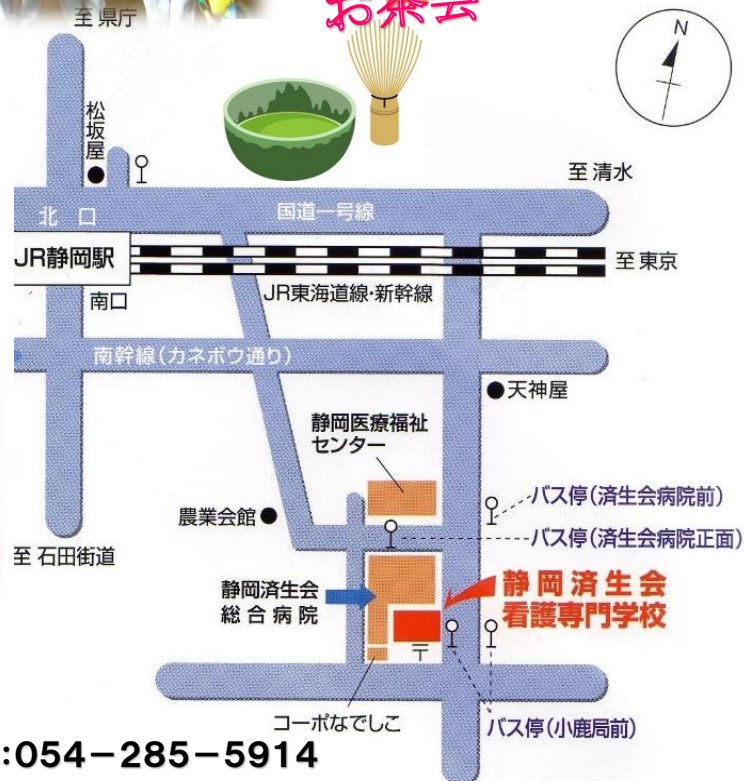 お茶会
至 県庁
N
松坂屋
至 清水
北 口
国道一号線
JR静岡駅
至 東京
南口
JR東海道線・新幹線
南幹線(カネボウ通り)
天神屋
静岡医療福祉
センター
バス停(済生会病院前)
農業会館
バス停(済生会病院正面)
至 石田街道
静岡済生会
総合病院
静岡済生会
看護専門学校
〒
コーポなでしこ
バス停(小鹿局前)
:054-285-5914